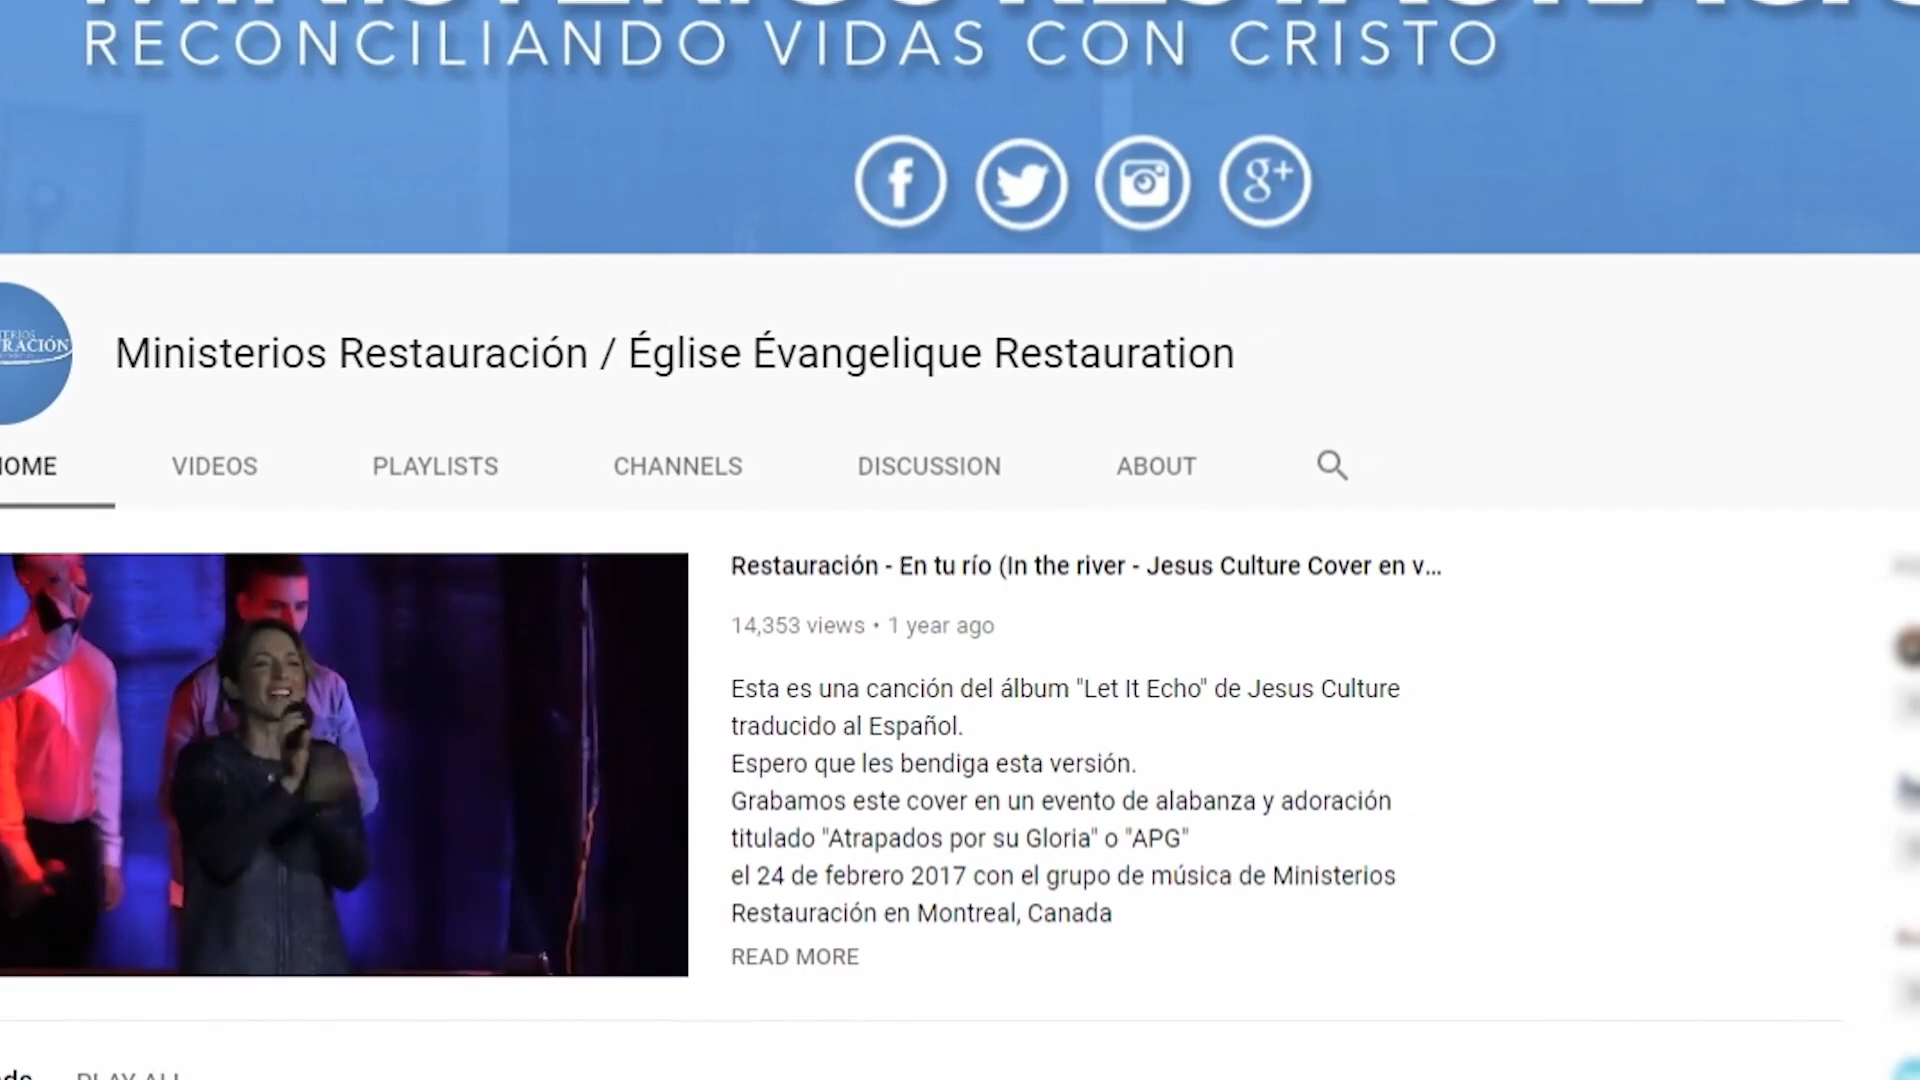 MINISTERIOS RESTAURACIÓ
RECONCILIANDO VIDAS CON CRISTO
f
g+
TERIOS
RACIÓN
Ministerios Restauración / Église Évangelique Restauration
HOME VIDEOS PLAYLISTS CHANNELS DISCUSSION ABOUT
Restauración - En tu río (In the river - Jesus Culture Cover en v...
14,353 views • 1 year ago
Esta es una canción del álbum "Let It Echo" de Jesus Culture
traducido al Español.
Espero que les bendiga esta versión.
Grabamos este cover en un evento de alabanza y adoración
titulado "Atrapados por su Gloria" o "APG"
el 24 de febrero 2017 con el grupo de música de Ministerios
Restauración en Montreal, Canada
READ MORE
PLAY ALL